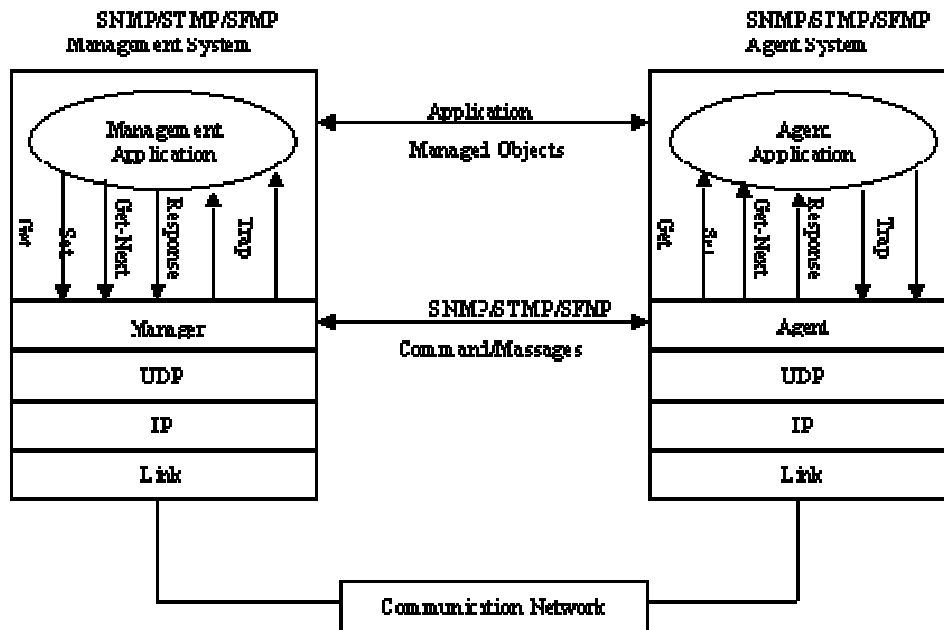 SNMP/STMP/SFMP
Management System
SNMP/STMP/SFMP
Agent System
Management
Application
Application
Managed Objects
Agent
Application
Get
Set
Get-Next
Response
Trap
Get
Set
Get-Next
Response
Trap
SNMP/STMP/SFMP
Command/Massages
Manager
UDP
IP
Link
Agent
UDP
IP
Link
Communication Network